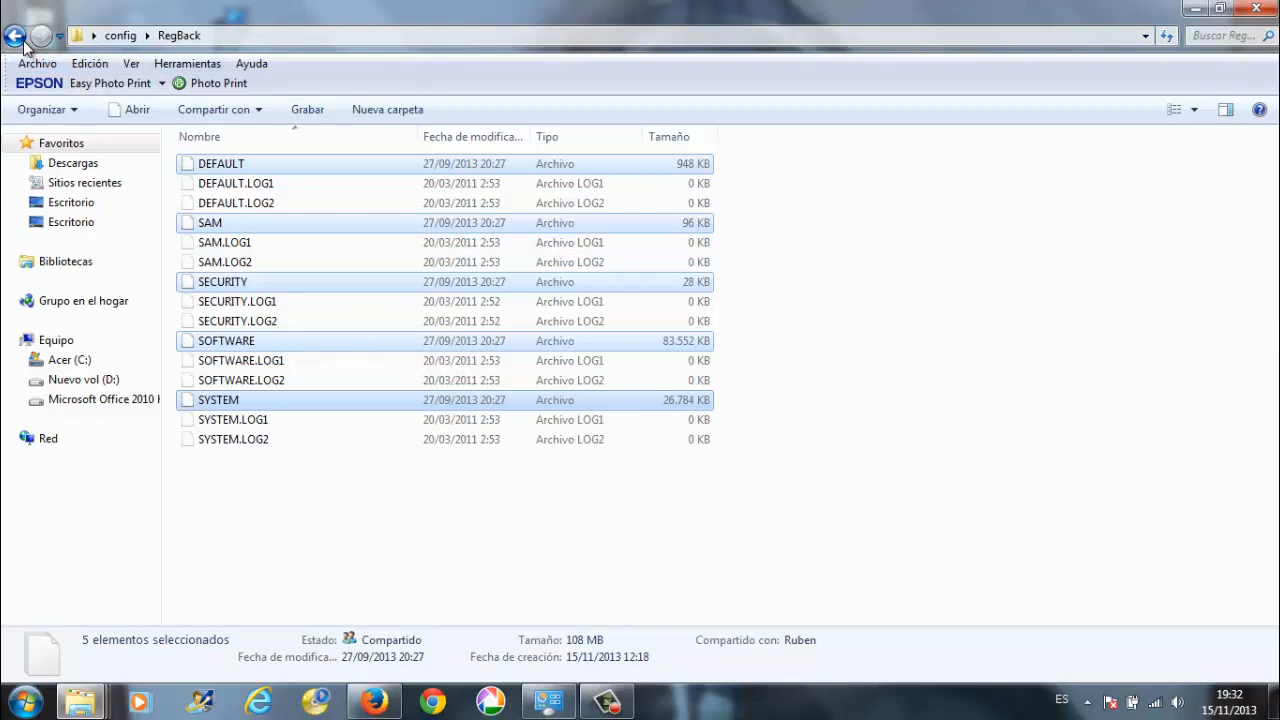 config RegBack
Buscar Reg...
Archivo Edición Ver Herramientas Ayuda
EPSON Easy Photo Print Photo Print
Organizar Abrir Compartir con Grabar Nueva carpeta
Nombre Fecha de modifica... Tipo Tamaño
Favoritos
Descargas
Sitios recientes
Escritorio
Escritorio
Bibliotecas
Grupo en el hogar
Equipo
Acer (C:)
Nuevo vol (D:)
Microsoft Office 2010
Red
DEFAULT 27/09/2013 20:27 Archivo 948 KB
DEFAULT.LOG1 20/03/2011 2:53 Archivo LOG1 0 KB
DEFAULT.LOG2 20/03/2011 2:53 Archivo LOG2 0 KB
SAM 27/09/2013 20:27 Archivo 96 KB
SAM.LOG1 20/03/2011 2:53 Archivo LOG1 0 KB
SAM.LOG2 20/03/2011 2:53 Archivo LOG2 0 KB
SECURITY 27/09/2013 20:27 Archivo 28 KB
SECURITY.LOG1 20/03/2011 2:52 Archivo LOG1 0 KB
SECURITY.LOG2 20/03/2011 2:52 Archivo LOG2 0 KB
SOFTWARE 27/09/2013 20:27 Archivo 83.552 KB
SOFTWARE.LOG1 20/03/2011 2:53 Archivo LOG1 0 KB
SOFTWARE.LOG2 20/03/2011 2:53 Archivo LOG2 0 KB
SYSTEM 27/09/2013 20:27 Archivo 26.784 KB
SYSTEM.LOG1 20/03/2011 2:53 Archivo LOG1 0 KB
SYSTEM.LOG2 20/03/2011 2:53 Archivo LOG2 0 KB
5 elementos seleccionados Estado: Compartido Tamaño: 108 MB Compartido con: Ruben
Fecha de modifica... 27/09/2013 20:27 Fecha de creación: 15/11/2013 12:18
ES
19:32
15/11/2013